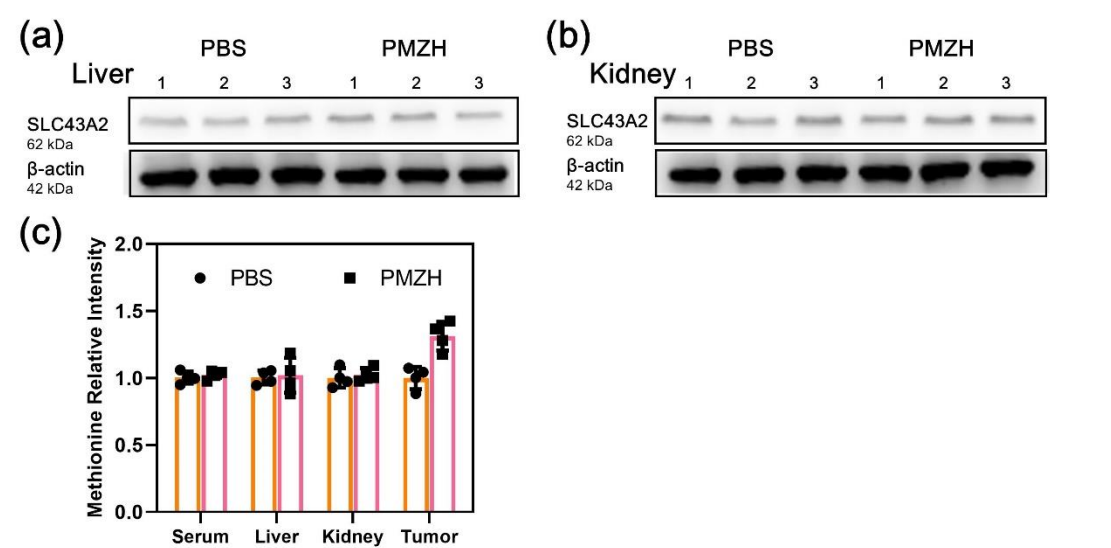 (a)
PBS PMZH
Liver 1 2 3 1 2 3
SLC43A2
62 kDa
β-actin
42 kDa
(b)
PBS PMZH
Kidney 1 2 3 1 2 3
SLC43A2
62 kDa
β-actin
42 kDa
(c)
Methionine Relative Intensity
2.0
1.5
1.0
0.5
0.0
PBS PMZH
Serum Liver Kidney Tumor